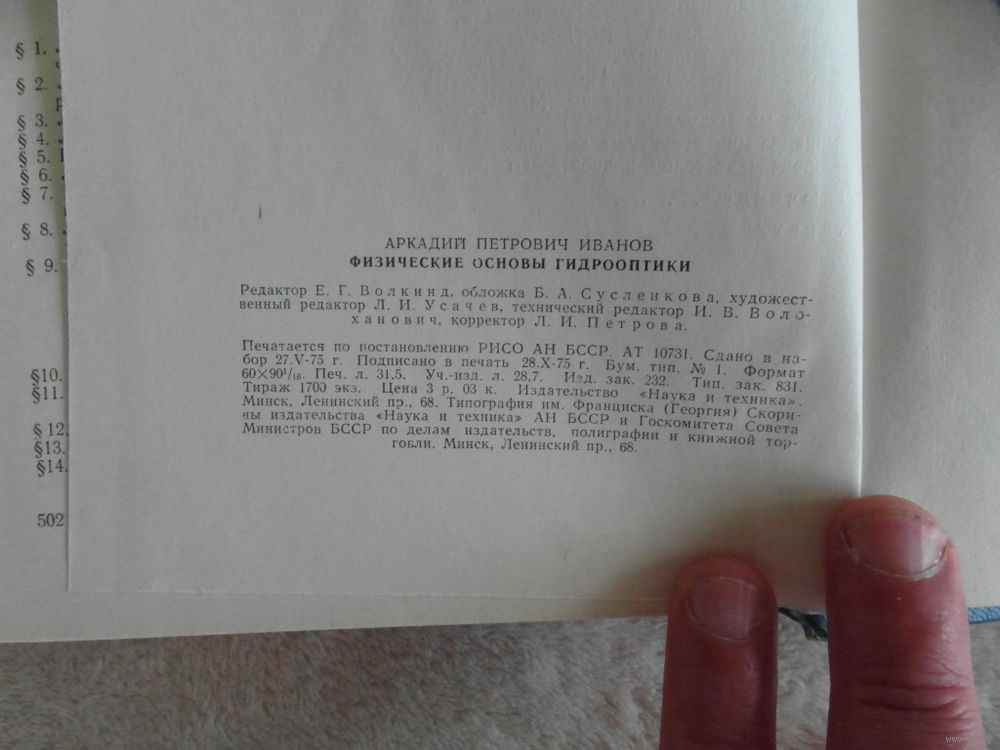 § 1.
§ 2.
§ 3.
§ 4.
§ 5.
§ 6.
§ 7.
§ 8.
§ 9.
§10.
§11.
§ 12.
§13.
§14.
502
АРКАДИЙ ПЕТРОВИЧ ИВАНОВ
ФИЗИЧЕСКИЕ ОСНОВЫ ГИДРООПТИКИ
Редактор Е. Г. Волкинд, обложка Б. А. Сусленкова, художест-
венный редактор Л. И. Усачев, технический редактор И. В. Воло-
ханович, корректор Л. И. Петрова.
Печатается по постановлению РИСО АН БССР. АТ 10731. Сдано в на-
бор 27.V-75 г. Подписано в печать 28.X-75 г. Бум. тип. № 1. Формат
60×90¹/₁₆. Печ. л. 31,5. Уч.-изд. л. 28,7. Изд. зак. 232. Тип. зак. 831.
Тираж 1700 экз. Цена 3 р. 03 к. Издательство «Наука и техника».
Минск, Ленинский пр., 68. Типография им. Франциска (Георгия) Скори-
ны издательства «Наука и техника» АН БССР и Госкомитета Совета
Министров БССР по делам издательств, полиграфии и книжной тор-
говли. Минск, Ленинский пр., 68.